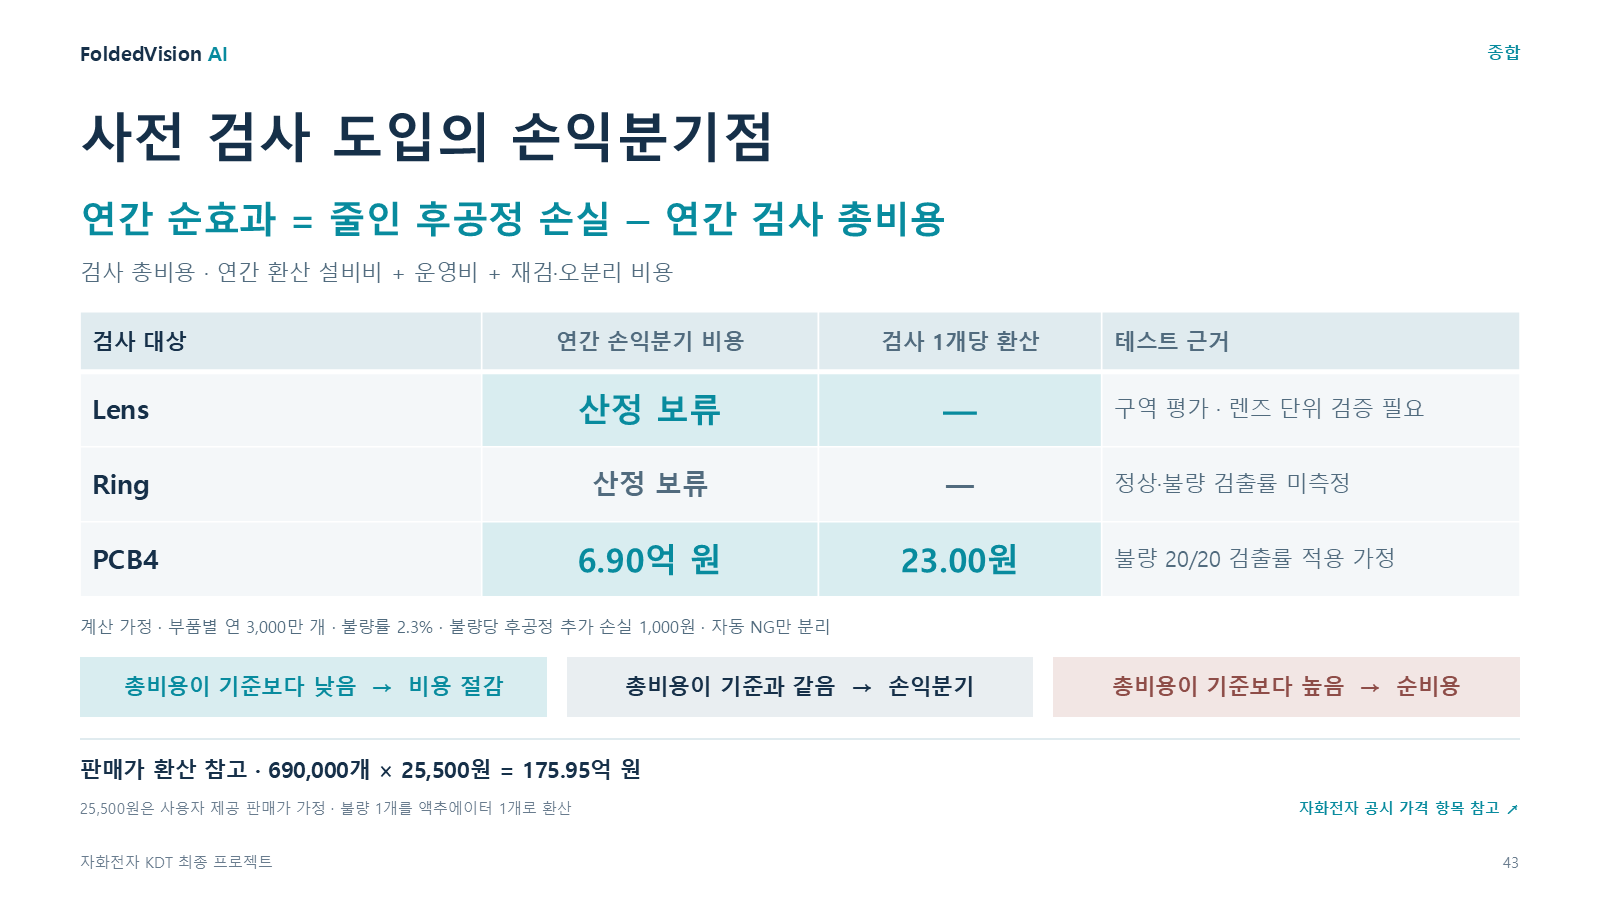 FoldedVision AI
종합
사전 검사 도입의 손익분기점
연간 순효과 = 줄인 후공정 손실 − 연간 검사 총비용
검사 총비용 · 연간 환산 설비비 + 운영비 + 재검·오분리 비용
검사 대상 연간 손익분기 비용 검사 1개당 환산 테스트 근거
Lens 산정 보류 — 구역 평가 · 렌즈 단위 검증 필요
Ring 산정 보류 — 정상·불량 검출률 미측정
PCB4 6.90억 원 23.00원 불량 20/20 검출률 적용 가정
계산 가정 · 부품별 연 3,000만 개 · 불량률 2.3% · 불량당 후공정 추가 손실 1,000원 · 자동 NG만 분리
총비용이 기준보다 낮음 → 비용 절감
총비용이 기준과 같음 → 손익분기
총비용이 기준보다 높음 → 순비용
판매가 환산 참고 · 690,000개 × 25,500원 = 175.95억 원
25,500원은 사용자 제공 판매가 가정 · 불량 1개를 액추에이터 1개로 환산
자화전자 공시 가격 항목 참고 ↗
자화전자 KDT 최종 프로젝트
43